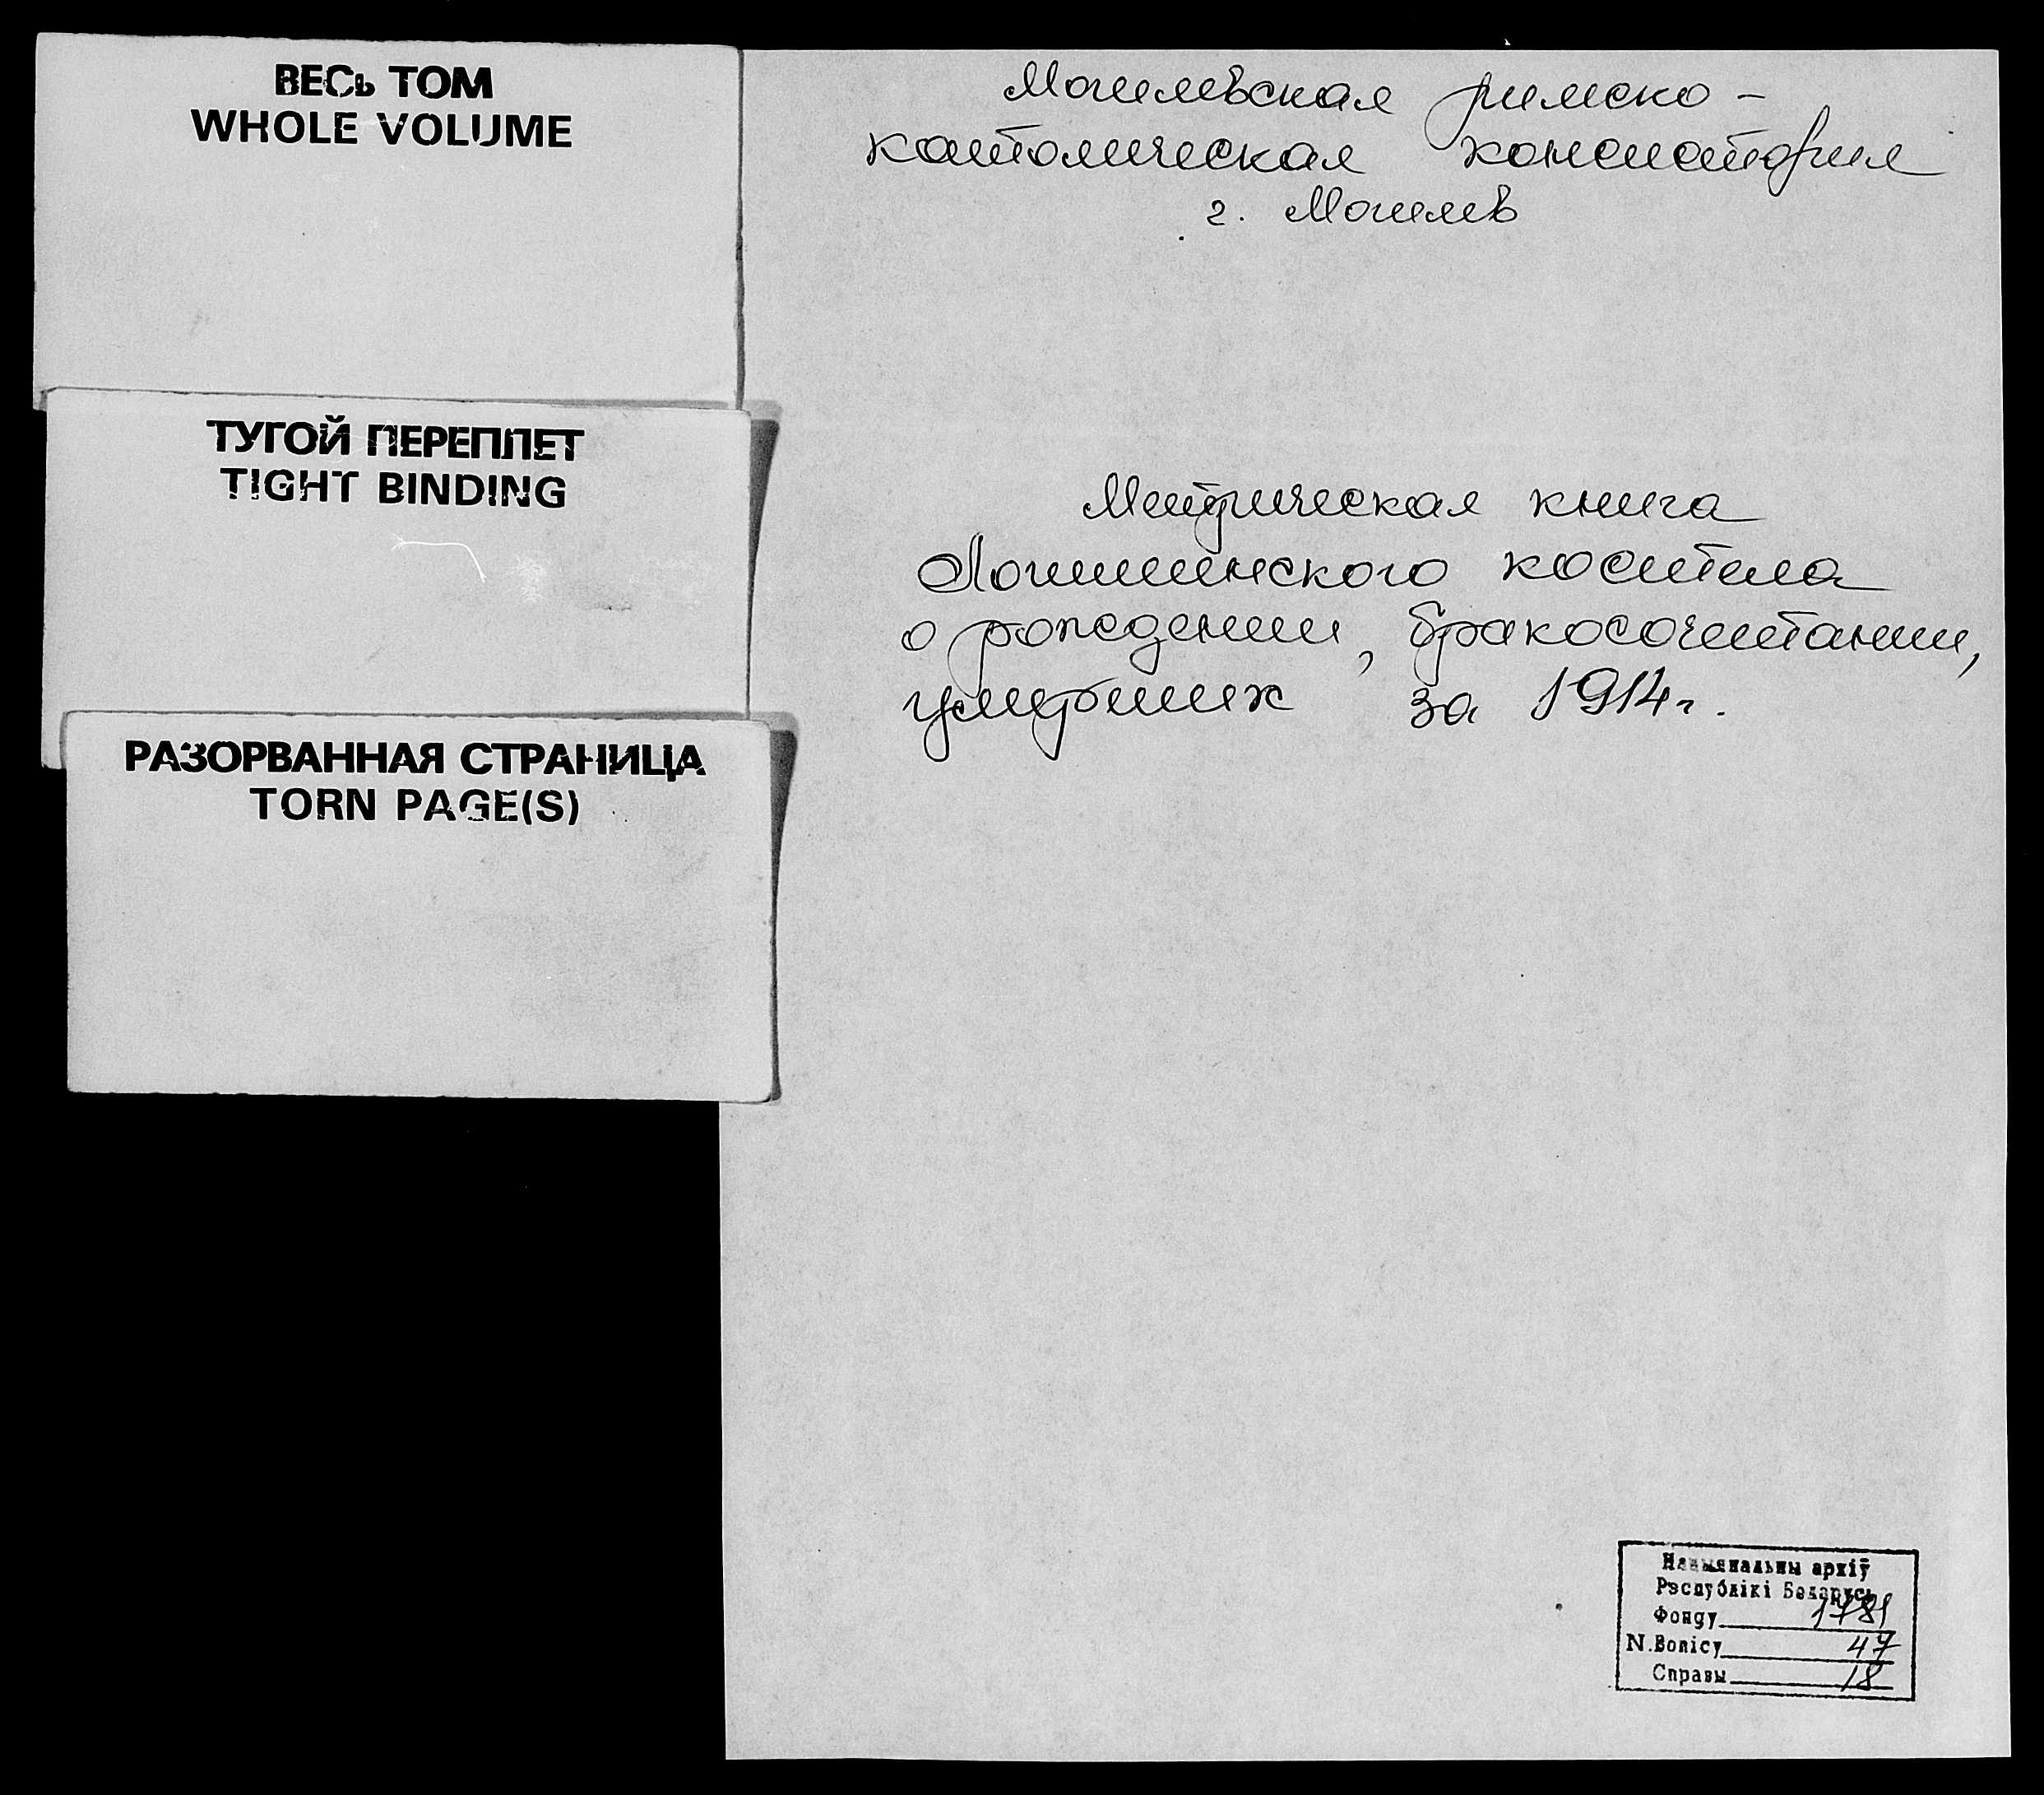 ВЕСЬ ТОМ
WHOLE VOLUME
ТУГОЙ ПЕРЕПЛЕТ
TIGHT BINDING
РАЗОРВАННАЯ СТРАНИЦА
TORN PAGE(S)
Могилевская римско-
католическая консистория
г. Могилев
Метрическая книга
Логишинского костела
о рождении, бракосочетании,
умерших за 1914 г.
Нацыянальны архіў
Рэспублікі Беларусь
Фонду 1781
N.Вопісу 47
Справы 18